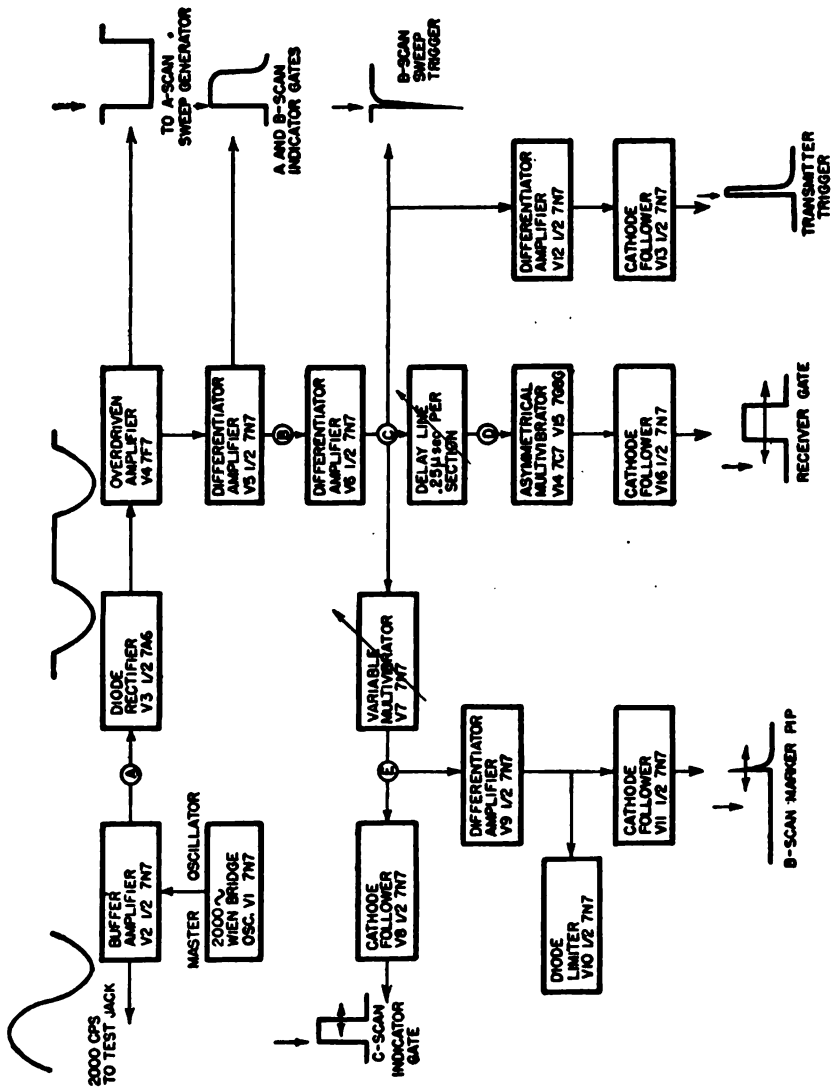 2000 CPS
TO TEST JACK
BUFFER
AMPLIFIER
V2 1/2 7N7
MASTER OSCILLATOR
2000~
WIEN BRIDGE
OSC. V1 7N7
A
DIODE
RECTIFIER
V3 1/2 7A6
OVERDRIVEN
AMPLIFIER
V4 7F7
TO A-SCAN
SWEEP GENERATOR
DIFFERENTIATOR
AMPLIFIER
V5 1/2 7N7
A AND B-SCAN
INDICATOR GATES
B
DIFFERENTIATOR
AMPLIFIER
V6 1/2 7N7
C
B-SCAN
SWEEP
TRIGGER
C-SCAN
INDICATOR
GATE
CATHODE
FOLLOWER
V8 1/2 7N7
E
VARIABLE
MULTIVIBRATOR
V7 7N7
DELAY LINE
.25μsec PER
SECTION
D
DIFFERENTIATOR
AMPLIFIER
V9 1/2 7N7
ASYMMETRICAL
MULTIVIBRATOR
V14 7C7 V15 7G8G
DIFFERENTIATOR
AMPLIFIER
V12 1/2 7N7
DIODE
LIMITER
V10 1/2 7N7
CATHODE
FOLLOWER
V11 1/2 7N7
CATHODE
FOLLOWER
V16 1/2 7N7
CATHODE
FOLLOWER
V13 1/2 7N7
B-SCAN MARKER PIP
RECEIVER GATE
TRANSMITTER
TRIGGER